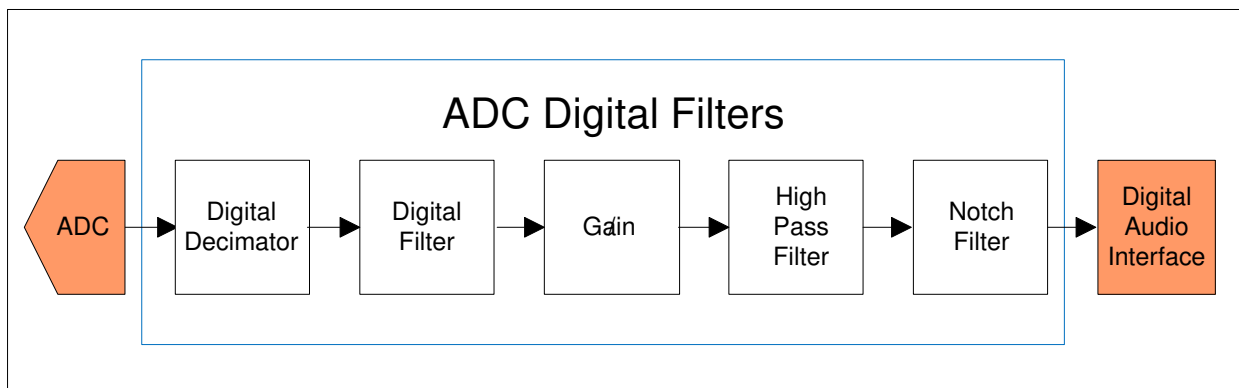 ADC Digital Filters
ADC
Digital
Decimator
Digital
Filter
Gain
High
Pass
Filter
Notch
Filter
Digital
Audio
Interface